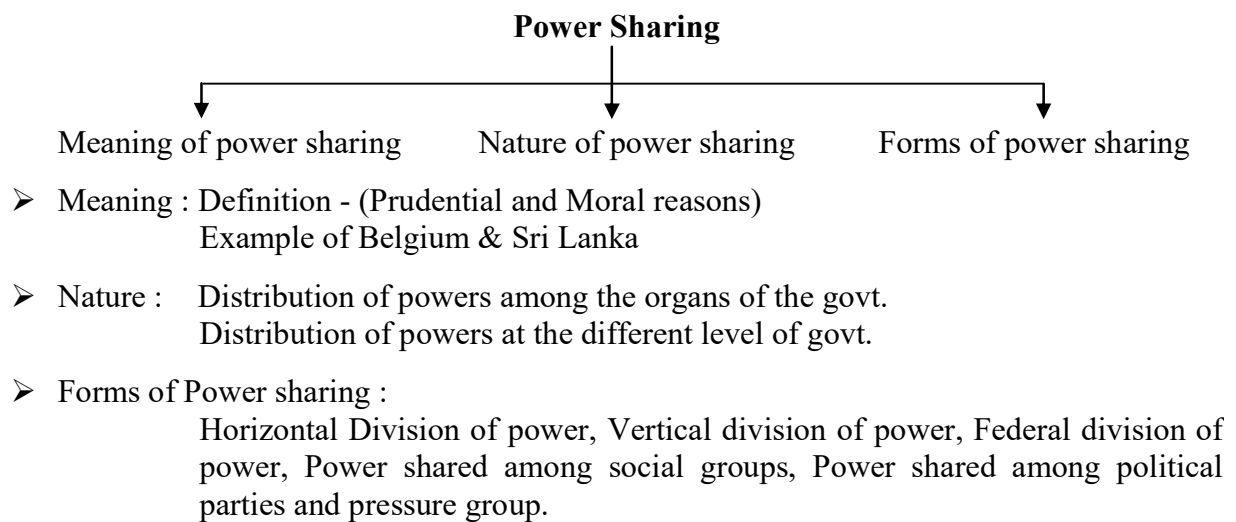 Power Sharing
Meaning of power sharing Nature of power sharing Forms of power sharing
➢ Meaning : Definition - (Prudential and Moral reasons)
Example of Belgium & Sri Lanka
➢ Nature : Distribution of powers among the organs of the govt.
Distribution of powers at the different level of govt.
➢ Forms of Power sharing :
Horizontal Division of power, Vertical division of power, Federal division of
power, Power shared among social groups, Power shared among political
parties and pressure group.